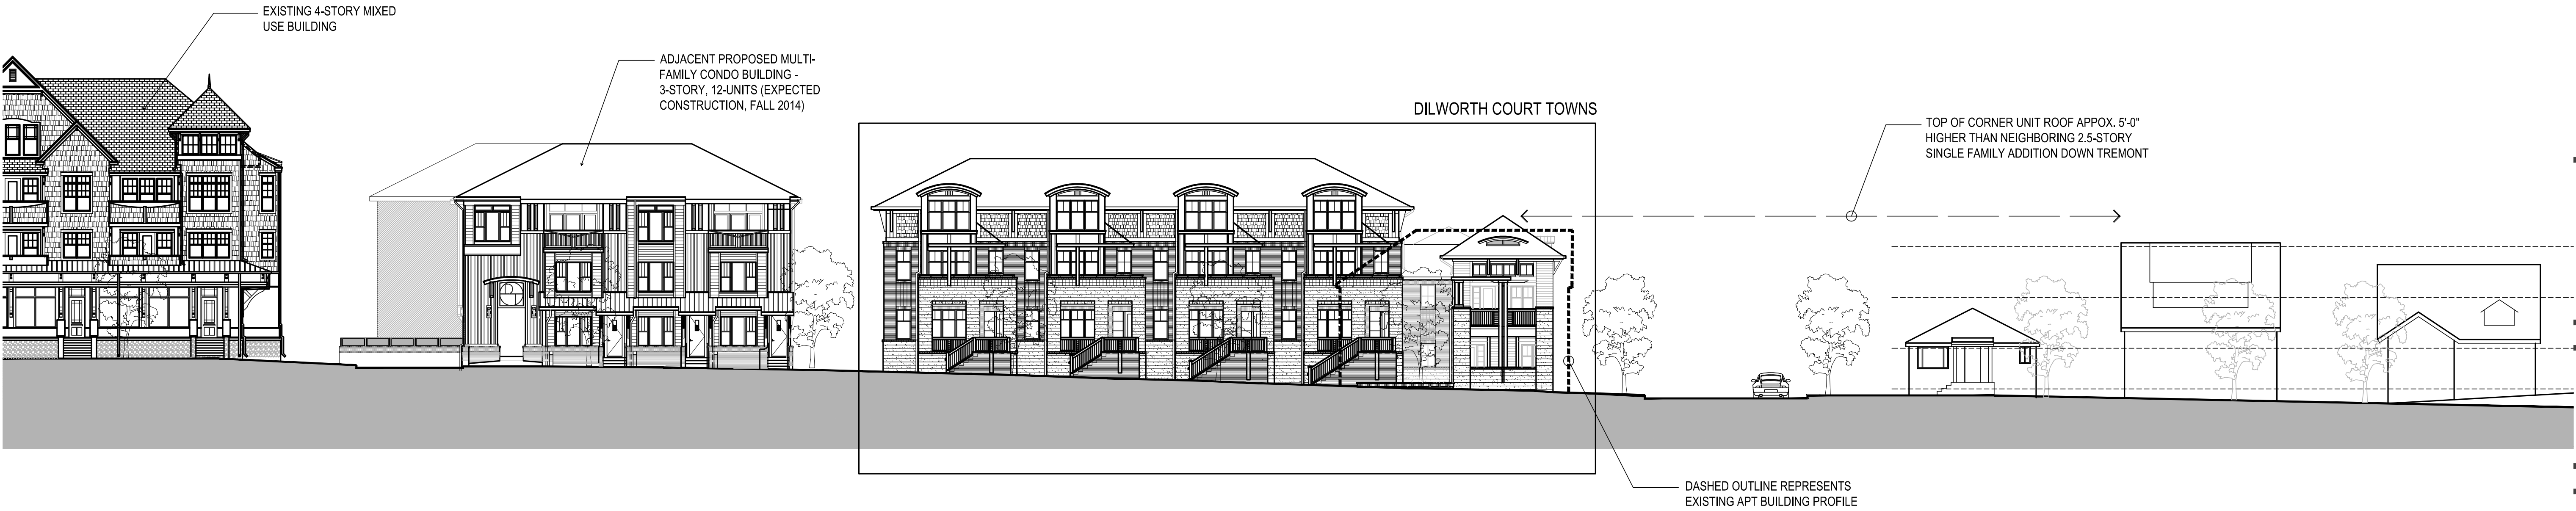 EXISTING 4-STORY MIXED
USE BUILDING
ADJACENT PROPOSED MULTI-
FAMILY CONDO BUILDING -
3-STORY, 12-UNITS (EXPECTED
CONSTRUCTION, FALL 2014)
DILWORTH COURT TOWNS
TOP OF CORNER UNIT ROOF APPOX. 5'-0"
HIGHER THAN NEIGHBORING 2.5-STORY
SINGLE FAMILY ADDITION DOWN TREMONT
DASHED OUTLINE REPRESENTS
EXISTING APT BUILDING PROFILE